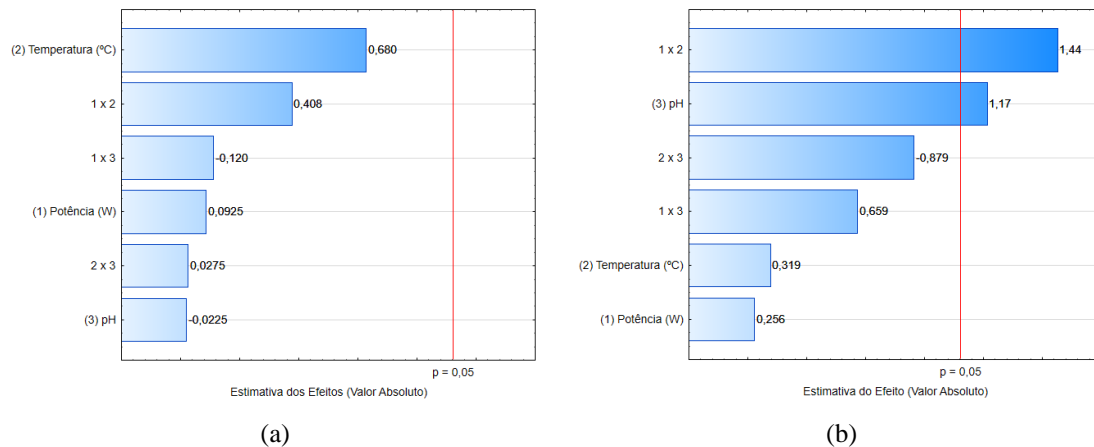 (2) Temperatura (ºC)
0,680
1 x 2
0,408
1 x 3
-0,120
(1) Potência (W)
0,0925
2 x 3
0,0275
(3) pH
-0,0225
p = 0,05
Estimativa dos Efeitos (Valor Absoluto)
(a)
1 x 2
1,44
(3) pH
1,17
2 x 3
-0,879
1 x 3
0,659
(2) Temperatura (ºC)
0,319
(1) Potência (W)
0,256
p = 0,05
Estimativa do Efeito (Valor Absoluto)
(b)